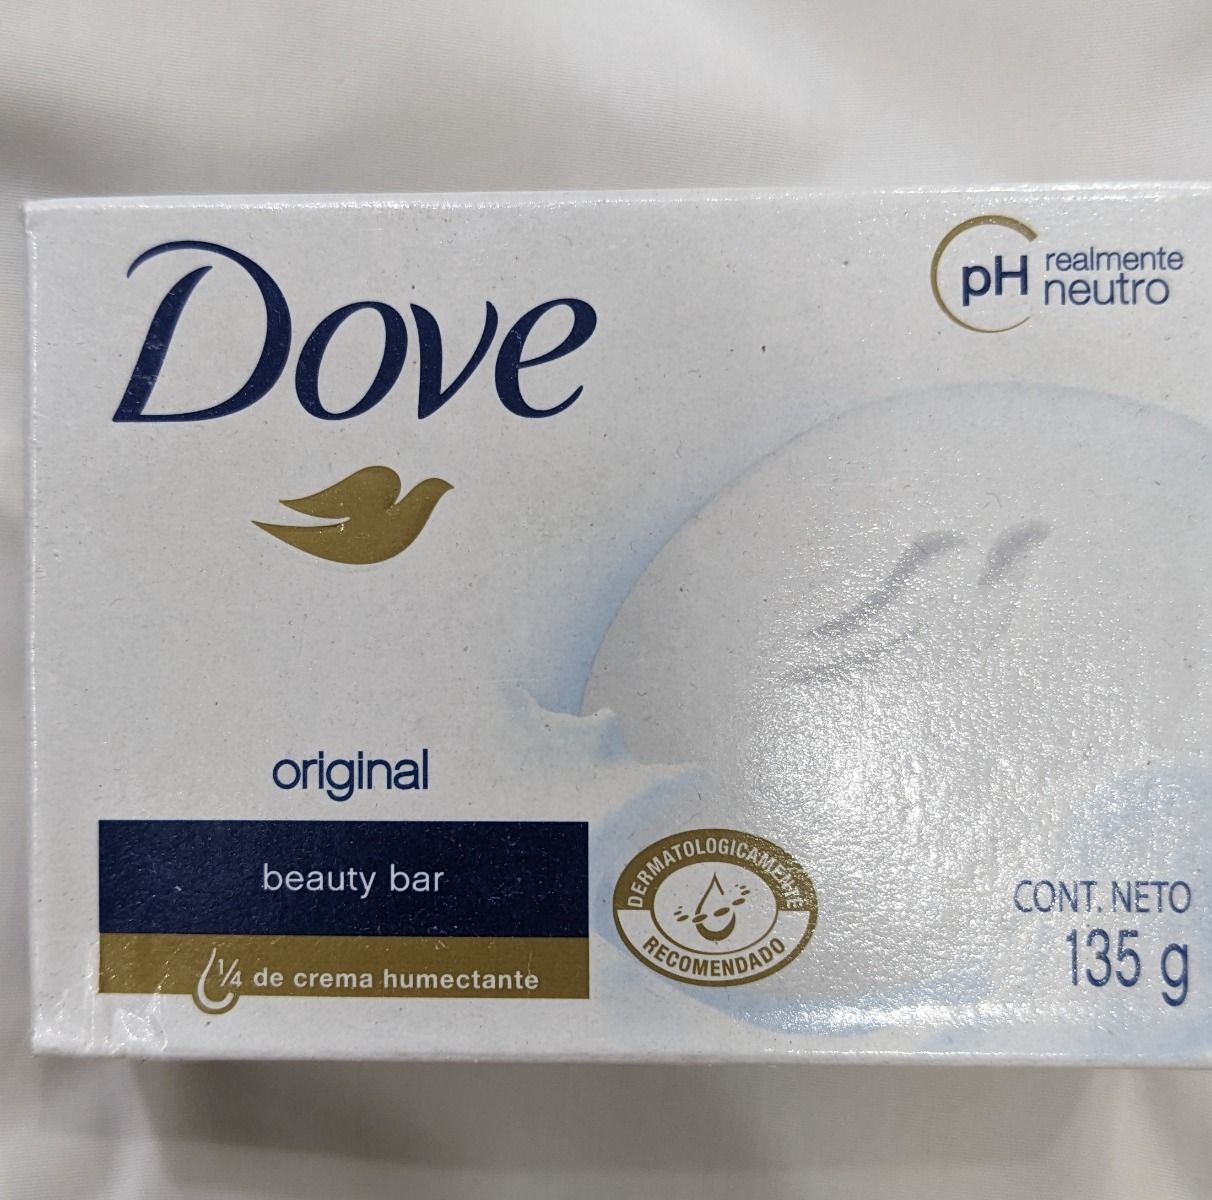 Dove
pH realmente
neutro
original
beauty bar
¼ de crema humectante
DERMATOLOGICAMENTE
RECOMENDADO
CONT. NETO
135 g